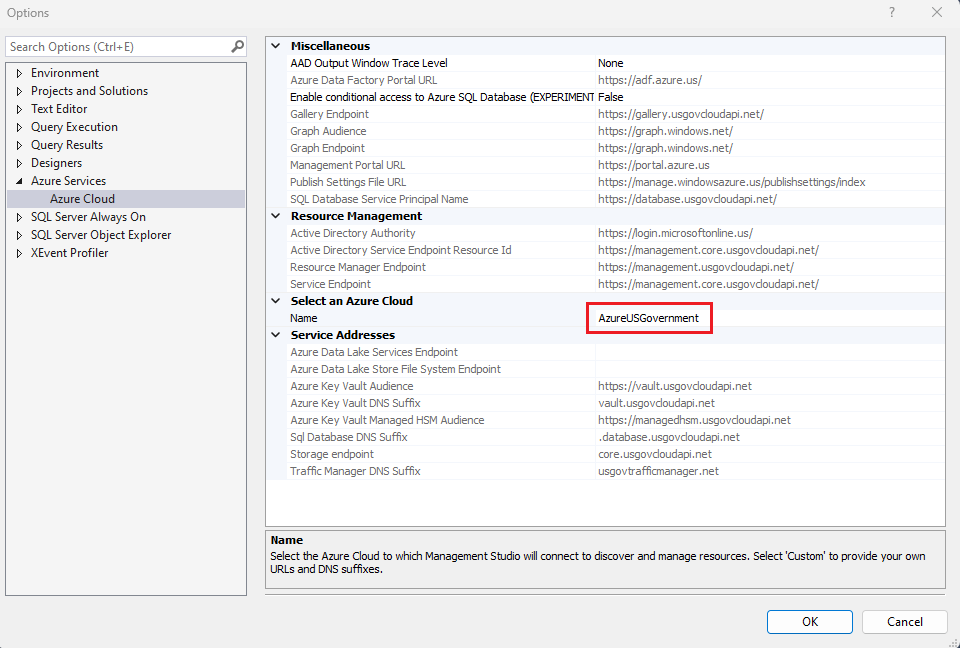 Options
?
Search Options (Ctrl+E)
Environment
Projects and Solutions
Text Editor
Query Execution
Query Results
Designers
Azure Services
Azure Cloud
SQL Server Always On
SQL Server Object Explorer
XEvent Profiler
Miscellaneous
AAD Output Window Trace Level None
Azure Data Factory Portal URL https://adf.azure.us/
Enable conditional access to Azure SQL Database (EXPERIMENT False
Gallery Endpoint https://gallery.usgovcloudapi.net/
Graph Audience https://graph.windows.net/
Graph Endpoint https://graph.windows.net/
Management Portal URL https://portal.azure.us
Publish Settings File URL https://manage.windowsazure.us/publishsettings/index
SQL Database Service Principal Name https://database.usgovcloudapi.net/
Resource Management
Active Directory Authority https://login.microsoftonline.us/
Active Directory Service Endpoint Resource Id https://management.core.usgovcloudapi.net/
Resource Manager Endpoint https://management.usgovcloudapi.net/
Service Endpoint https://management.core.usgovcloudapi.net/
Select an Azure Cloud
Name AzureUSGovernment
Service Addresses
Azure Data Lake Services Endpoint
Azure Data Lake Store File System Endpoint
Azure Key Vault Audience https://vault.usgovcloudapi.net
Azure Key Vault DNS Suffix vault.usgovcloudapi.net
Azure Key Vault Managed HSM Audience https://managedhsm.usgovcloudapi.net
Sql Database DNS Suffix .database.usgovcloudapi.net
Storage endpoint core.usgovcloudapi.net
Traffic Manager DNS Suffix usgovtrafficmanager.net
Name
Select the Azure Cloud to which Management Studio will connect to discover and manage resources. Select 'Custom' to provide your own
URLs and DNS suffixes.
OK
Cancel